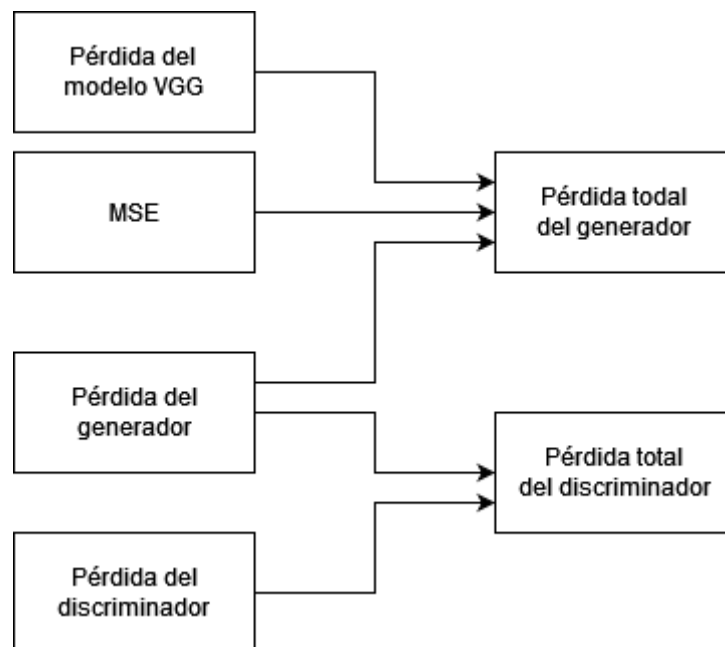 Pérdida del
modelo VGG
MSE
Pérdida todal
del generador
Pérdida del
generador
Pérdida total
del discriminador
Pérdida del
discriminador